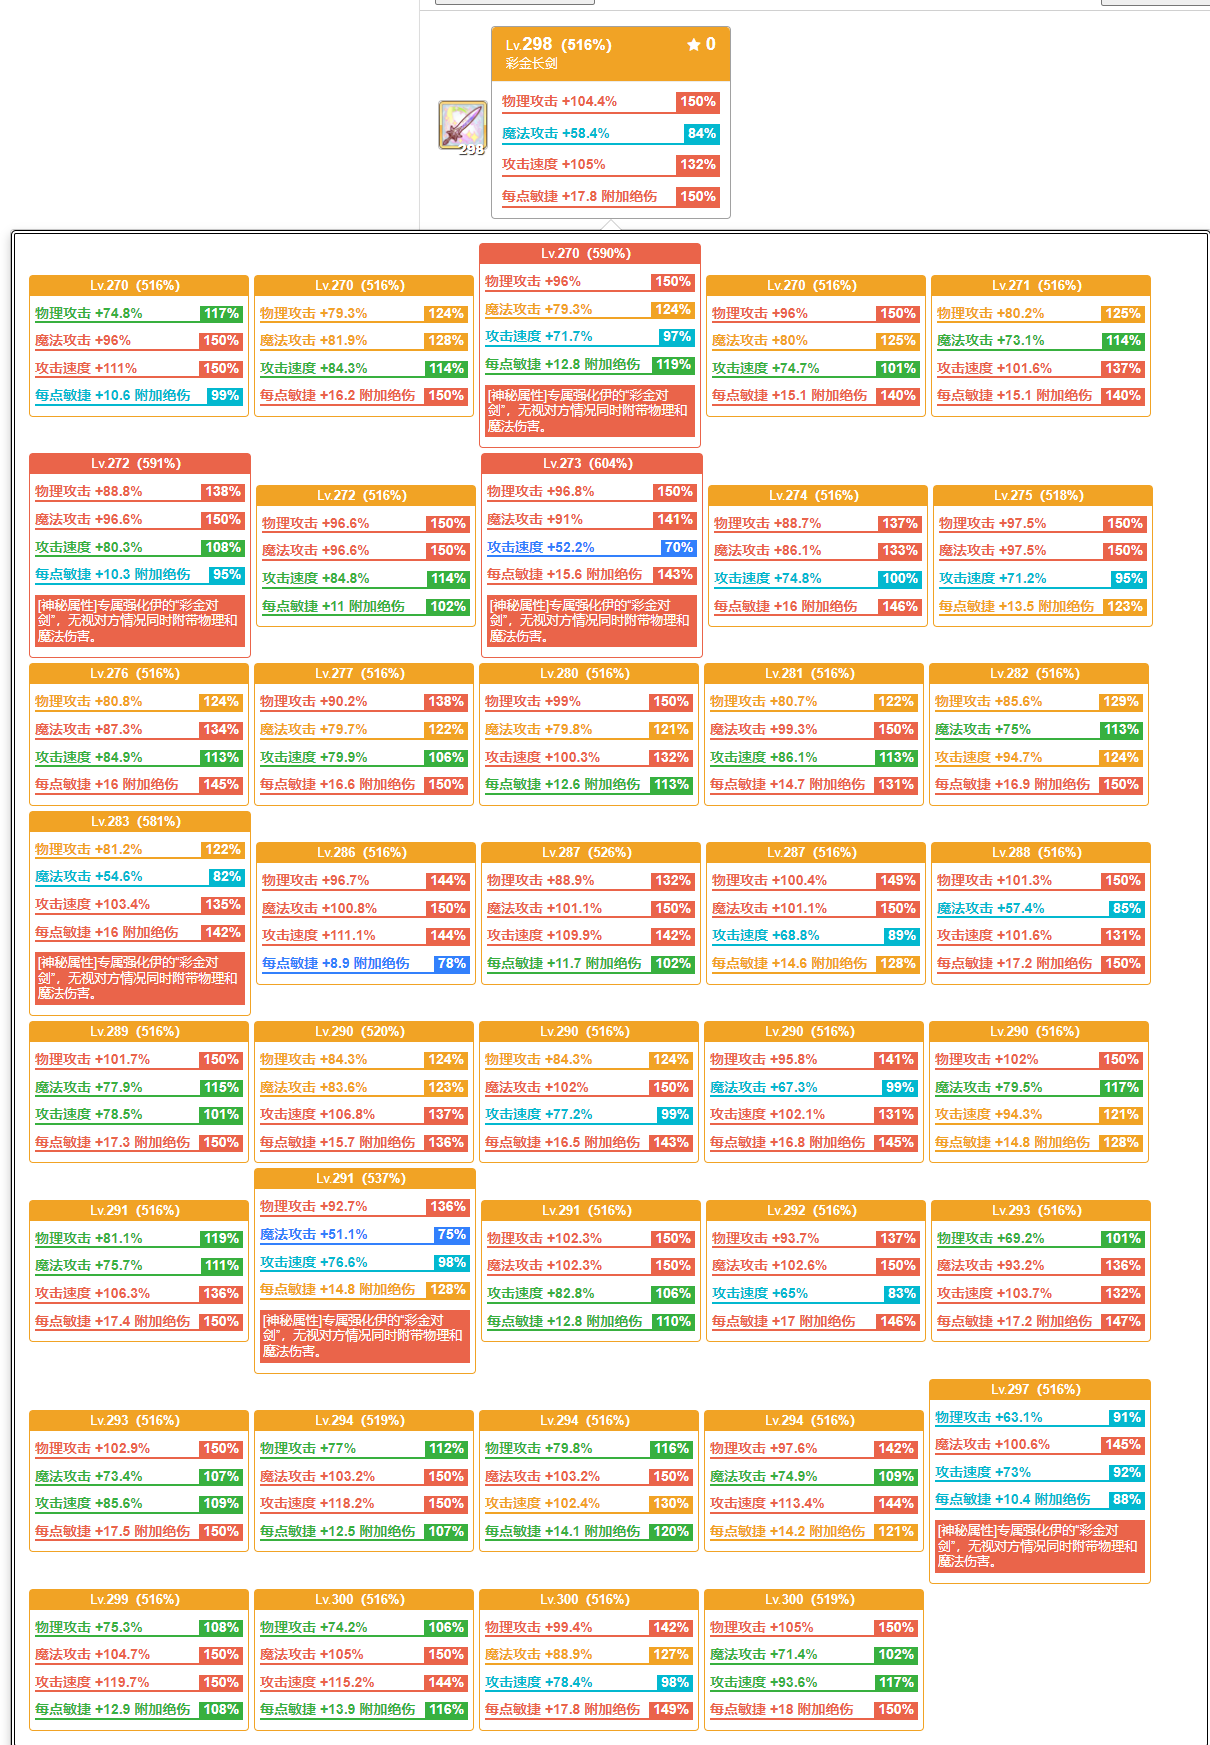 Lv.298 (516%) ★ 0
彩金长剑
物理攻击 +104.4% 150%
魔法攻击 +58.4% 84%
攻击速度 +105% 132%
每点敏捷 +17.8 附加绝伤 150%
298
Lv.270 (516%)
物理攻击 +74.8% 117%
魔法攻击 +96% 150%
攻击速度 +111% 150%
每点敏捷 +10.6 附加绝伤 99%
Lv.270 (516%)
物理攻击 +79.3% 124%
魔法攻击 +81.9% 128%
攻击速度 +84.3% 114%
每点敏捷 +16.2 附加绝伤 150%
Lv.270 (590%)
物理攻击 +96% 150%
魔法攻击 +79.3% 124%
攻击速度 +71.7% 97%
每点敏捷 +12.8 附加绝伤 119%
[神秘属性]专属强化伊的“彩金对
剑”，无视对方情况同时附带物理和
魔法伤害。
Lv.270 (516%)
物理攻击 +96% 150%
魔法攻击 +80% 125%
攻击速度 +74.7% 101%
每点敏捷 +15.1 附加绝伤 140%
Lv.271 (516%)
物理攻击 +80.2% 125%
魔法攻击 +73.1% 114%
攻击速度 +101.6% 137%
每点敏捷 +15.1 附加绝伤 140%
Lv.272 (591%)
物理攻击 +88.8% 138%
魔法攻击 +96.6% 150%
攻击速度 +80.3% 108%
每点敏捷 +10.3 附加绝伤 95%
[神秘属性]专属强化伊的“彩金对
剑”，无视对方情况同时附带物理和
魔法伤害。
Lv.272 (516%)
物理攻击 +96.6% 150%
魔法攻击 +96.6% 150%
攻击速度 +84.8% 114%
每点敏捷 +11 附加绝伤 102%
Lv.273 (604%)
物理攻击 +96.8% 150%
魔法攻击 +91% 141%
攻击速度 +52.2% 70%
每点敏捷 +15.6 附加绝伤 143%
[神秘属性]专属强化伊的“彩金对
剑”，无视对方情况同时附带物理和
魔法伤害。
Lv.274 (516%)
物理攻击 +88.7% 137%
魔法攻击 +86.1% 133%
攻击速度 +74.8% 100%
每点敏捷 +16 附加绝伤 146%
Lv.275 (518%)
物理攻击 +97.5% 150%
魔法攻击 +97.5% 150%
攻击速度 +71.2% 95%
每点敏捷 +13.5 附加绝伤 123%
Lv.276 (516%)
物理攻击 +80.8% 124%
魔法攻击 +87.3% 134%
攻击速度 +84.9% 113%
每点敏捷 +16 附加绝伤 145%
Lv.277 (516%)
物理攻击 +90.2% 138%
魔法攻击 +79.7% 122%
攻击速度 +79.9% 106%
每点敏捷 +16.6 附加绝伤 150%
Lv.280 (516%)
物理攻击 +99% 150%
魔法攻击 +79.8% 121%
攻击速度 +100.3% 132%
每点敏捷 +12.6 附加绝伤 113%
Lv.281 (516%)
物理攻击 +80.7% 122%
魔法攻击 +99.3% 150%
攻击速度 +86.1% 113%
每点敏捷 +14.7 附加绝伤 131%
Lv.282 (516%)
物理攻击 +85.6% 129%
魔法攻击 +75% 113%
攻击速度 +94.7% 124%
每点敏捷 +16.9 附加绝伤 150%
Lv.283 (581%)
物理攻击 +81.2% 122%
魔法攻击 +54.6% 82%
攻击速度 +103.4% 135%
每点敏捷 +16 附加绝伤 142%
[神秘属性]专属强化伊的“彩金对
剑”，无视对方情况同时附带物理和
魔法伤害。
Lv.286 (516%)
物理攻击 +96.7% 144%
魔法攻击 +100.8% 150%
攻击速度 +111.1% 144%
每点敏捷 +8.9 附加绝伤 78%
Lv.287 (526%)
物理攻击 +88.9% 132%
魔法攻击 +101.1% 150%
攻击速度 +109.9% 142%
每点敏捷 +11.7 附加绝伤 102%
Lv.287 (516%)
物理攻击 +100.4% 149%
魔法攻击 +101.1% 150%
攻击速度 +68.8% 89%
每点敏捷 +14.6 附加绝伤 128%
Lv.288 (516%)
物理攻击 +101.3% 150%
魔法攻击 +57.4% 85%
攻击速度 +101.6% 131%
每点敏捷 +17.2 附加绝伤 150%
Lv.289 (516%)
物理攻击 +101.7% 150%
魔法攻击 +77.9% 115%
攻击速度 +78.5% 101%
每点敏捷 +17.3 附加绝伤 150%
Lv.290 (520%)
物理攻击 +84.3% 124%
魔法攻击 +83.6% 123%
攻击速度 +106.8% 137%
每点敏捷 +15.7 附加绝伤 136%
Lv.290 (516%)
物理攻击 +84.3% 124%
魔法攻击 +102% 150%
攻击速度 +77.2% 99%
每点敏捷 +16.5 附加绝伤 143%
Lv.290 (516%)
物理攻击 +95.8% 141%
魔法攻击 +67.3% 99%
攻击速度 +102.1% 131%
每点敏捷 +16.8 附加绝伤 145%
Lv.290 (516%)
物理攻击 +102% 150%
魔法攻击 +79.5% 117%
攻击速度 +94.3% 121%
每点敏捷 +14.8 附加绝伤 128%
Lv.291 (516%)
物理攻击 +81.1% 119%
魔法攻击 +75.7% 111%
攻击速度 +106.3% 136%
每点敏捷 +17.4 附加绝伤 150%
Lv.291 (537%)
物理攻击 +92.7% 136%
魔法攻击 +51.1% 75%
攻击速度 +76.6% 98%
每点敏捷 +14.8 附加绝伤 128%
[神秘属性]专属强化伊的“彩金对
剑”，无视对方情况同时附带物理和
魔法伤害。
Lv.291 (516%)
物理攻击 +102.3% 150%
魔法攻击 +102.3% 150%
攻击速度 +82.8% 106%
每点敏捷 +12.8 附加绝伤 110%
Lv.292 (516%)
物理攻击 +93.7% 137%
魔法攻击 +102.6% 150%
攻击速度 +65% 83%
每点敏捷 +17 附加绝伤 146%
Lv.293 (516%)
物理攻击 +69.2% 101%
魔法攻击 +93.2% 136%
攻击速度 +103.7% 132%
每点敏捷 +17.2 附加绝伤 147%
Lv.293 (516%)
物理攻击 +102.9% 150%
魔法攻击 +73.4% 107%
攻击速度 +85.6% 109%
每点敏捷 +17.5 附加绝伤 150%
Lv.294 (519%)
物理攻击 +77% 112%
魔法攻击 +103.2% 150%
攻击速度 +118.2% 150%
每点敏捷 +12.5 附加绝伤 107%
Lv.294 (516%)
物理攻击 +79.8% 116%
魔法攻击 +103.2% 150%
攻击速度 +102.4% 130%
每点敏捷 +14.1 附加绝伤 120%
Lv.294 (516%)
物理攻击 +97.6% 142%
魔法攻击 +74.9% 109%
攻击速度 +113.4% 144%
每点敏捷 +14.2 附加绝伤 121%
Lv.297 (516%)
物理攻击 +63.1% 91%
魔法攻击 +100.6% 145%
攻击速度 +73% 92%
每点敏捷 +10.4 附加绝伤 88%
[神秘属性]专属强化伊的“彩金对
剑”，无视对方情况同时附带物理和
魔法伤害。
Lv.299 (516%)
物理攻击 +75.3% 108%
魔法攻击 +104.7% 150%
攻击速度 +119.7% 150%
每点敏捷 +12.9 附加绝伤 108%
Lv.300 (516%)
物理攻击 +74.2% 106%
魔法攻击 +105% 150%
攻击速度 +115.2% 144%
每点敏捷 +13.9 附加绝伤 116%
Lv.300 (516%)
物理攻击 +99.4% 142%
魔法攻击 +88.9% 127%
攻击速度 +78.4% 98%
每点敏捷 +17.8 附加绝伤 149%
Lv.300 (519%)
物理攻击 +105% 150%
魔法攻击 +71.4% 102%
攻击速度 +93.6% 117%
每点敏捷 +18 附加绝伤 150%